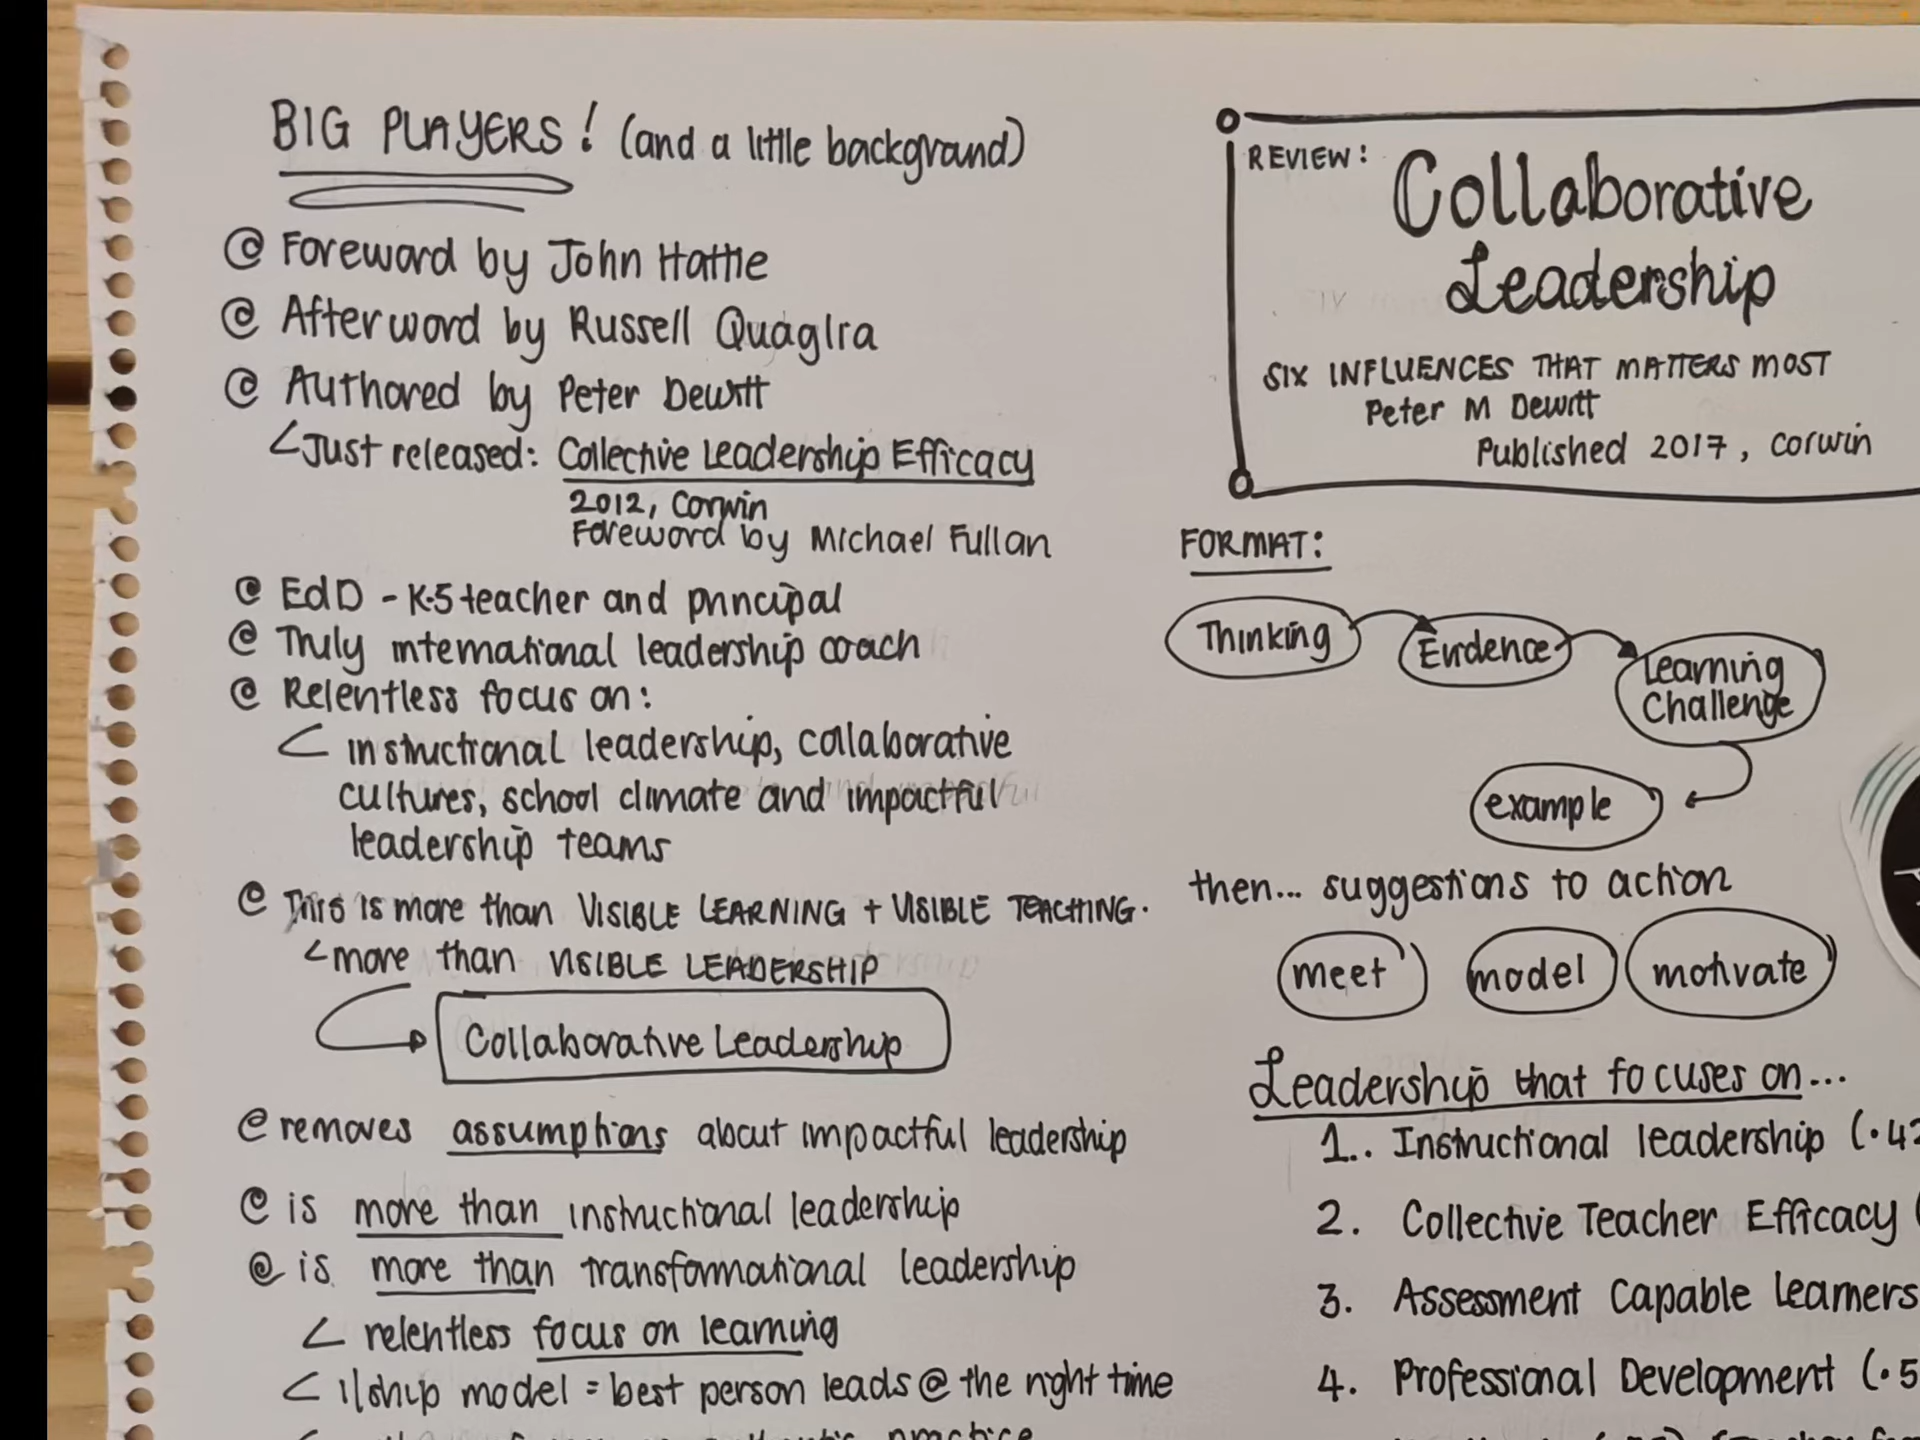 BIG PLAYERS! (and a little background)
@ Foreword by John Hattie
@ Afterword by Russell Quaglia
@ Authored by Peter Dewitt
< Just released: Collective Leadership Efficacy
2012, Corwin
Foreword by Michael Fullan
@ EdD - K-5 teacher and principal
@ Truly international leadership coach
@ Relentless focus on:
< instructional leadership, collaborative
cultures, school climate and impactful
leadership teams
@ This is more than VISIBLE LEARNING + VISIBLE TEACHING.
< more than VISIBLE LEADERSHIP
Collaborative Leadership
@ removes assumptions about impactful leadership
@ is more than instructional leadership
@ is more than transformational leadership
< relentless focus on learning
< l'ship model = best person leads @ the right time
practice
REVIEW:
Collaborative
Leadership
SIX INFLUENCES THAT MATTERS MOST
Peter M Dewitt
Published 2017, Corwin
FORMAT:
Thinking
Evidence
Learning
Challenge
example
then... suggestions to action
meet model motivate
Leadership that focuses on...
1.. Instructional leadership (.42
2. Collective Teacher Efficacy (
3. Assessment Capable Learners
4. Professional Development (.5